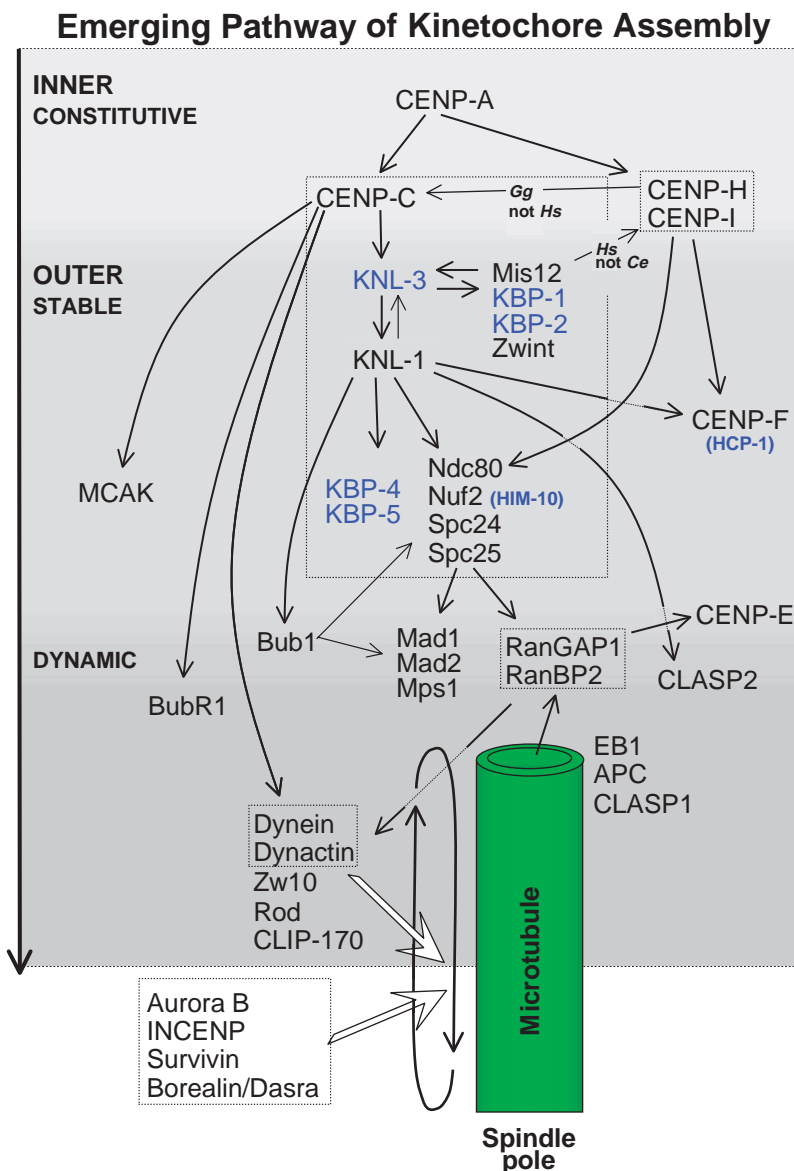 Emerging Pathway of Kinetochore Assembly
INNER
CONSTITUTIVE
CENP-A
CENP-C
Gg
not Hs
CENP-H
CENP-I
Hs
not Ce
OUTER
STABLE
KNL-3
Mis12
KBP-1
KBP-2
Zwint
KNL-1
CENP-F
(HCP-1)
MCAK
KBP-4
KBP-5
Ndc80
Nuf2 (HIM-10)
Spc24
Spc25
DYNAMIC
Bub1
Mad1
Mad2
Mps1
RanGAP1
RanBP2
CENP-E
CLASP2
BubR1
EB1
APC
CLASP1
Dynein
Dynactin
Zw10
Rod
CLIP-170
Microtubule
Aurora B
INCENP
Survivin
Borealin/Dasra
Spindle
pole